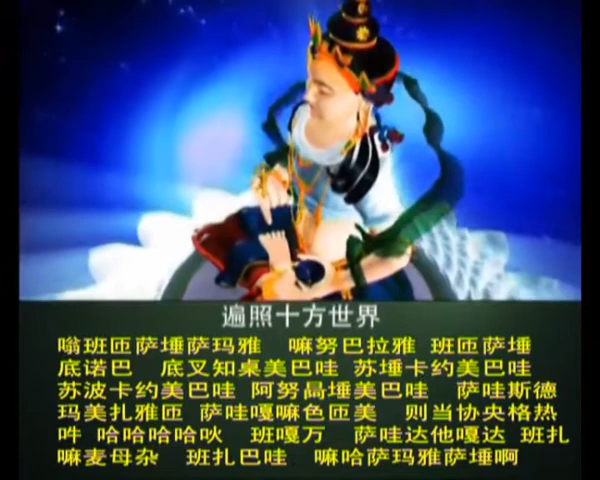 遍照十方世界
嗡班匝萨埵萨玛雅 嘛努巴拉雅 班匝萨埵
底诺巴 底叉知桌美巴哇 苏埵卡约美巴哇
苏波卡约美巴哇 阿努晶埵美巴哇 萨哇斯德
玛美扎雅匝 萨哇嘎嘛色匝美 则当协央格热
吽 哈哈哈哈伙 班嘎万 萨哇达他嘎达 班扎
嘛麦母杂 班扎巴哇 嘛哈萨玛雅萨埵啊